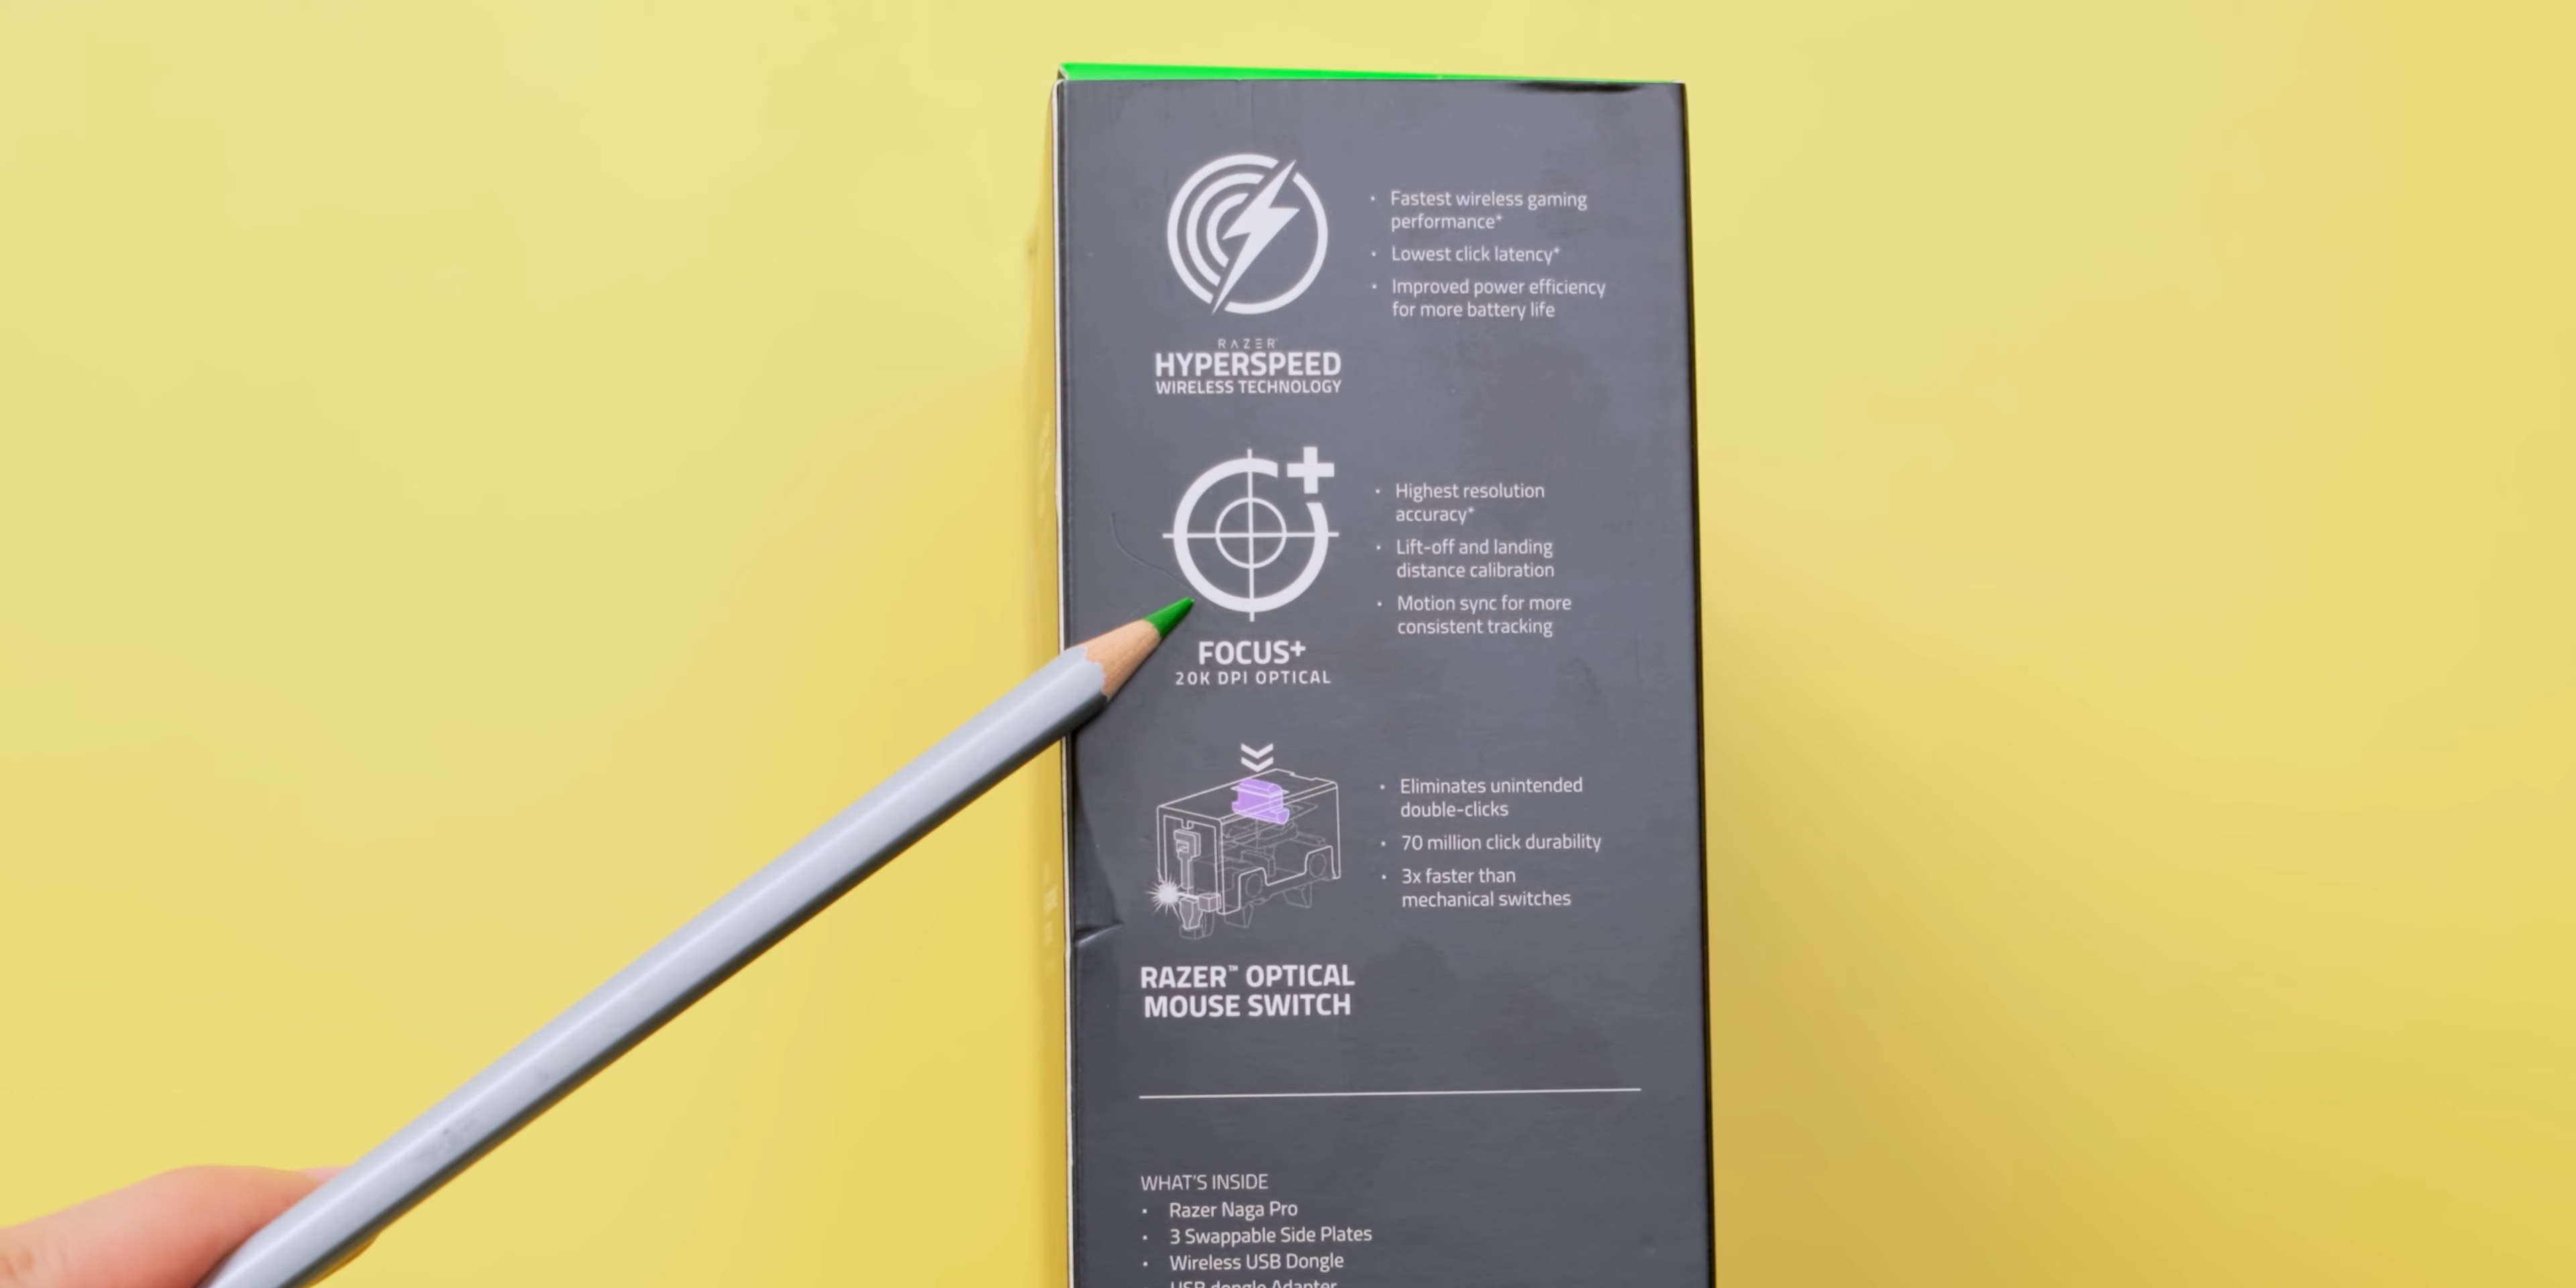 • Fastest wireless gaming
performance*
• Lowest click latency*
• Improved power efficiency
for more battery life
RAZER
HYPERSPEED
WIRELESS TECHNOLOGY
• Highest resolution
accuracy*
• Lift-off and landing
distance calibration
• Motion sync for more
consistent tracking
FOCUS+
20K DPI OPTICAL
• Eliminates unintended
double-clicks
• 70 million click durability
• 3x faster than
mechanical switches
RAZER™ OPTICAL
MOUSE SWITCH
WHAT'S INSIDE
• Razer Naga Pro
• 3 Swappable Side Plates
• Wireless USB Dongle
• USB dongle Adapter